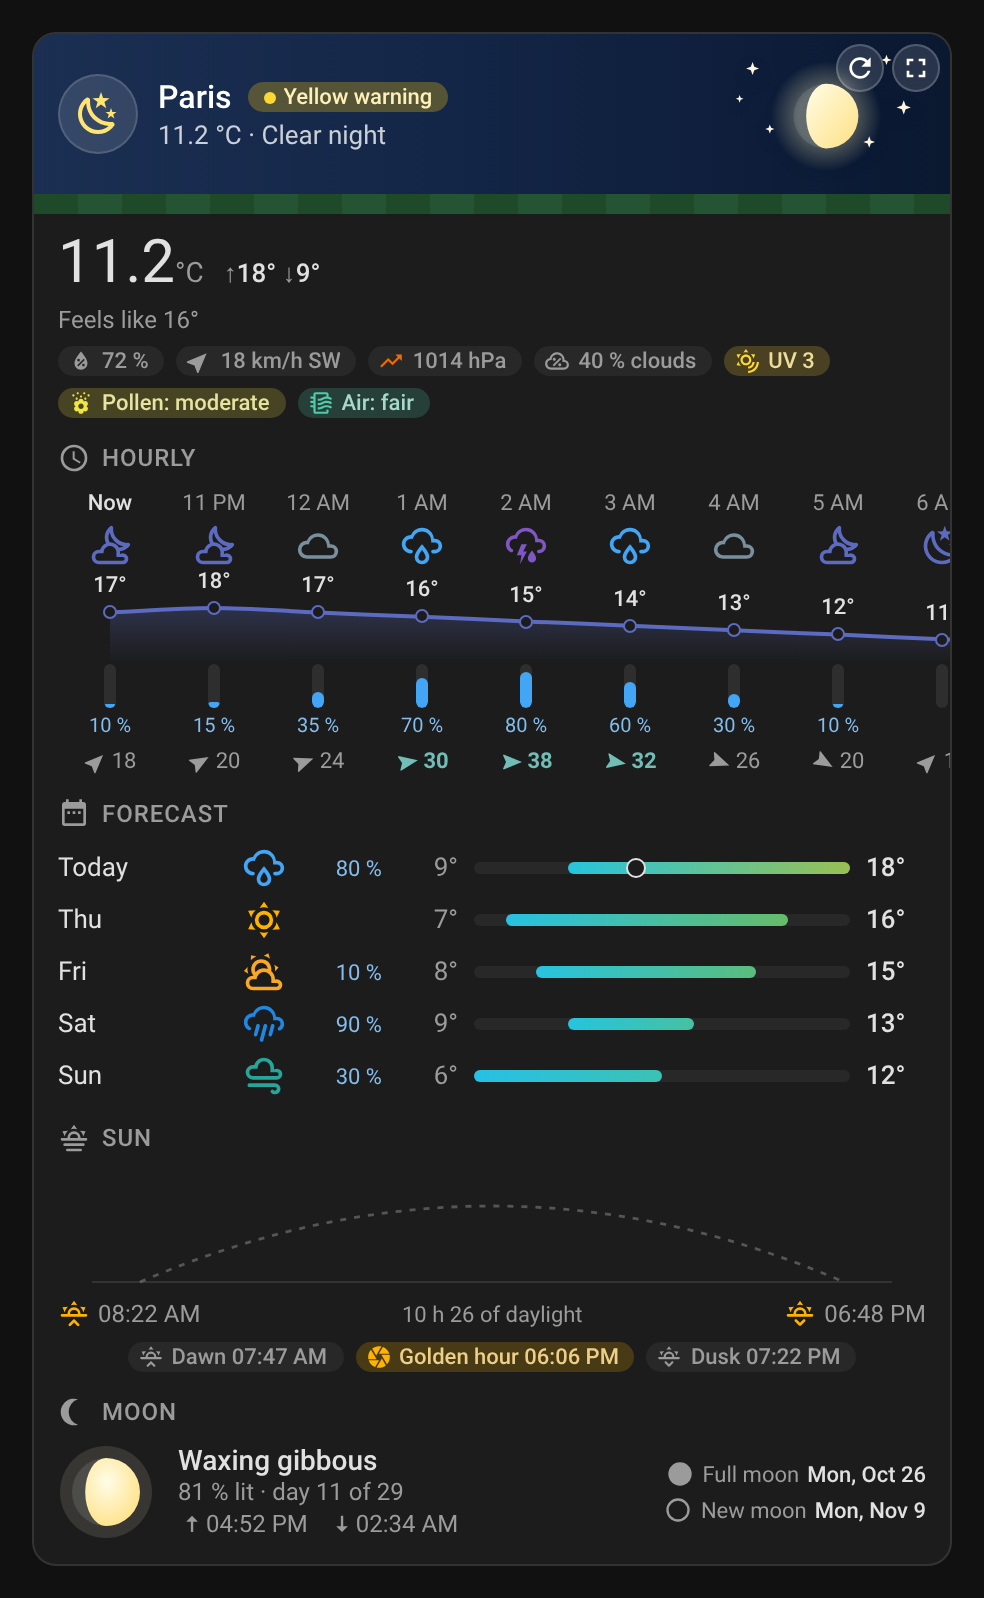 Paris Yellow warning
11.2 °C · Clear night
11.2°C ↑18° ↓9°
Feels like 16°
72 % 18 km/h SW 1014 hPa 40 % clouds UV 3
Pollen: moderate Air: fair
HOURLY
Now 11 PM 12 AM 1 AM 2 AM 3 AM 4 AM 5 AM 6 A
17° 18° 17° 16° 15° 14° 13° 12° 11
10 % 15 % 35 % 70 % 80 % 60 % 30 % 10 %
18 20 24 30 38 32 26 20
FORECAST
Today 80 % 9° 18°
Thu 7° 16°
Fri 10 % 8° 15°
Sat 90 % 9° 13°
Sun 30 % 6° 12°
SUN
08:22 AM 10 h 26 of daylight 06:48 PM
Dawn 07:47 AM Golden hour 06:06 PM Dusk 07:22 PM
MOON
Waxing gibbous
81 % lit · day 11 of 29
↑ 04:52 PM ↓ 02:34 AM
Full moon Mon, Oct 26
New moon Mon, Nov 9